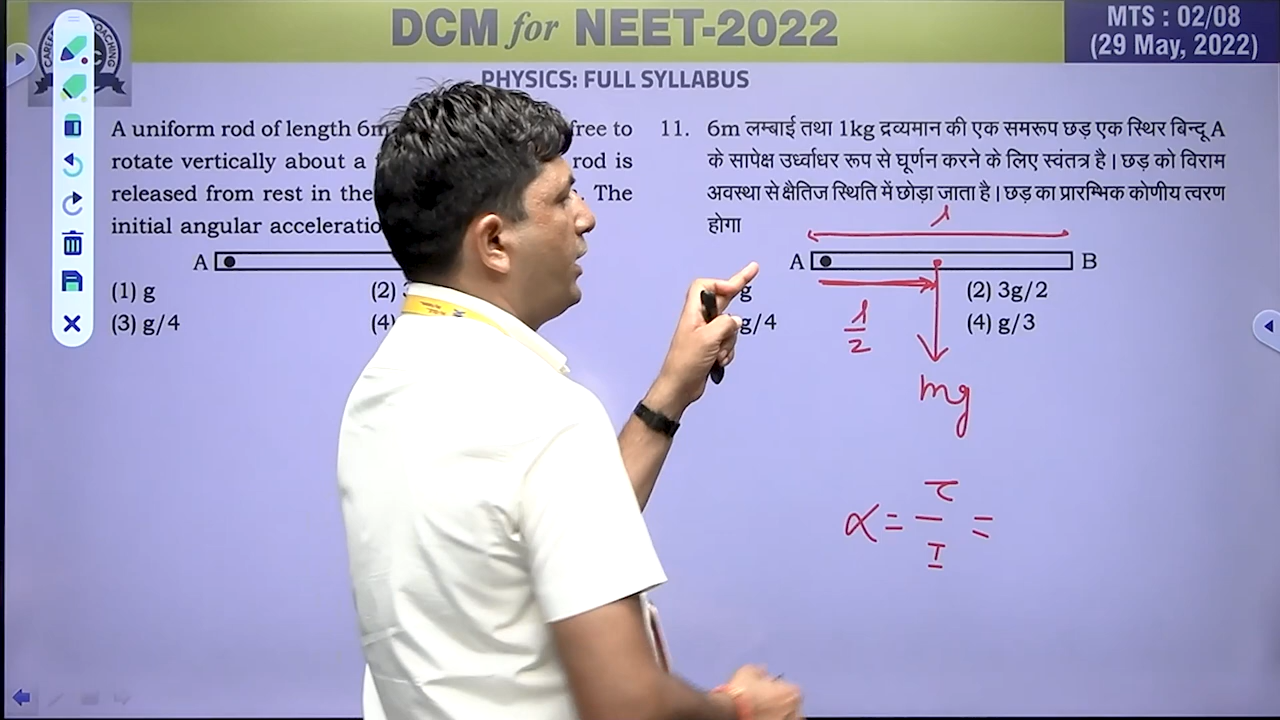 DCM for NEET-2022
MTS : 02/08
(29 May, 2022)
PHYSICS: FULL SYLLABUS
A uniform rod of length 6m
free to
rotate vertically about a
rod is
released from rest in the
The
initial angular acceleratio
A
(1) g
(2)
(3) g/4
(4)
11. 6m लम्बाई तथा 1kg द्रव्यमान की एक समरूप छड़ एक स्थिर बिन्दू A
के सापेक्ष उर्ध्वाधर रूप से घूर्णन करने के लिए स्वंतत्र है। छड़ को विराम
अवस्था से क्षैतिज स्थिति में छोड़ा जाता है। छड़ का प्रारम्भिक कोणीय त्वरण
होगा
l
A
B
g
(2) 3g/2
g/4
(4) g/3
l/2
mg
α = τ/I =